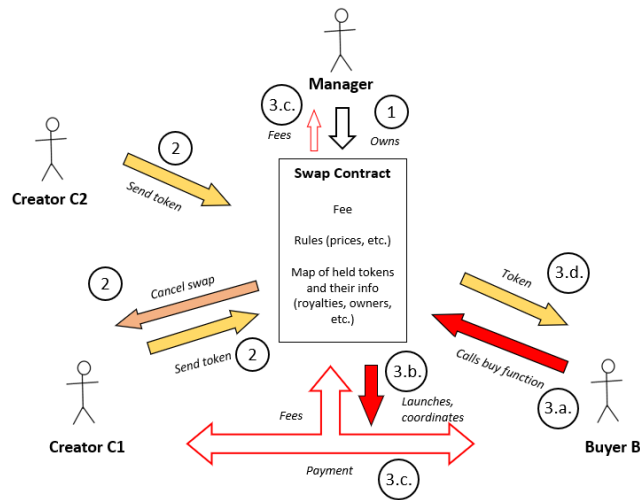 Manager
3.c.
1
Fees
Owns
2
Send token
Creator C2
Swap Contract
Fee
Rules (prices, etc.)
Map of held tokens
and their info
(royalties, owners,
etc.)
2
Cancel swap
Send token
2
Token
3.d.
Calls buy function
3.a.
3.b.
Launches,
coordinates
Fees
Creator C1
Buyer B
Payment
3.c.